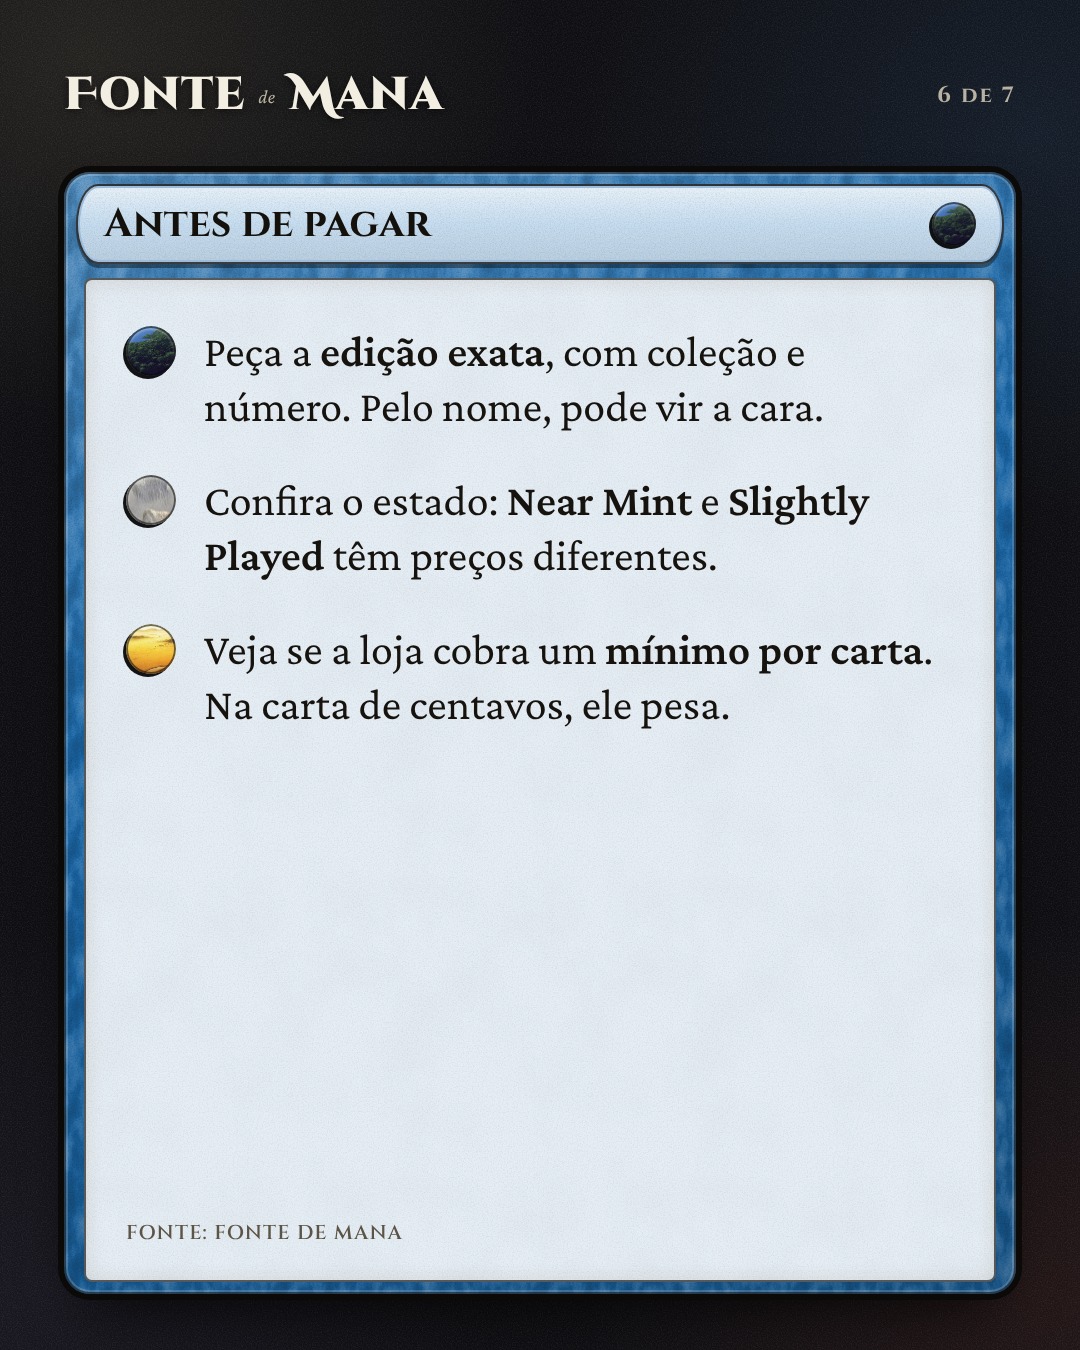 Fonte de Mana
6 de 7
Antes de pagar
Peça a edição exata, com coleção e
número. Pelo nome, pode vir a cara.
Confira o estado: Near Mint e Slightly
Played têm preços diferentes.
Veja se a loja cobra um mínimo por carta.
Na carta de centavos, ele pesa.
FONTE: FONTE DE MANA